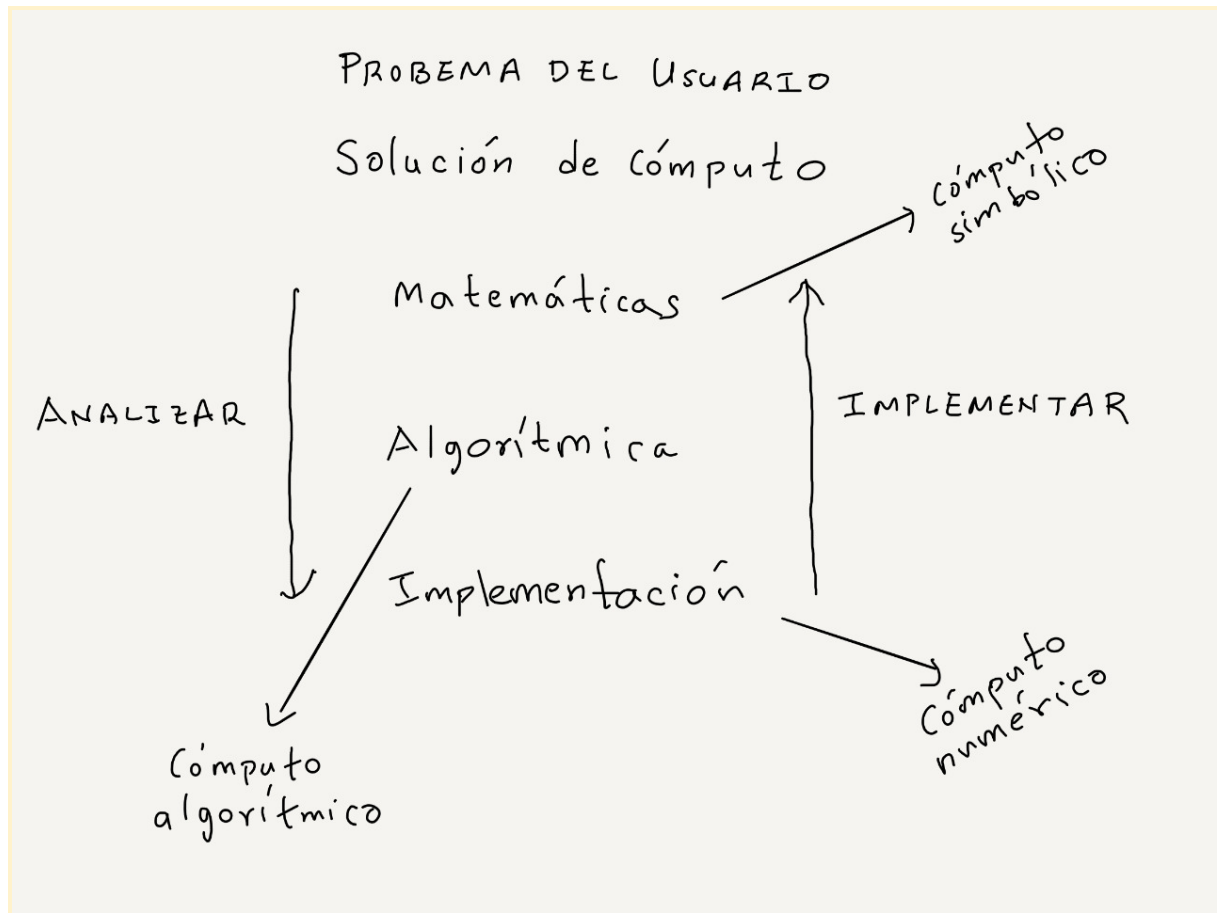 PROBEMA DEL USUARIO
Solución de cómputo
cómputo
simbólico
Matemáticas
ANALIZAR
IMPLEMENTAR
Algorítmica
Implementación
Cómputo
numérico
Cómputo
algorítmico